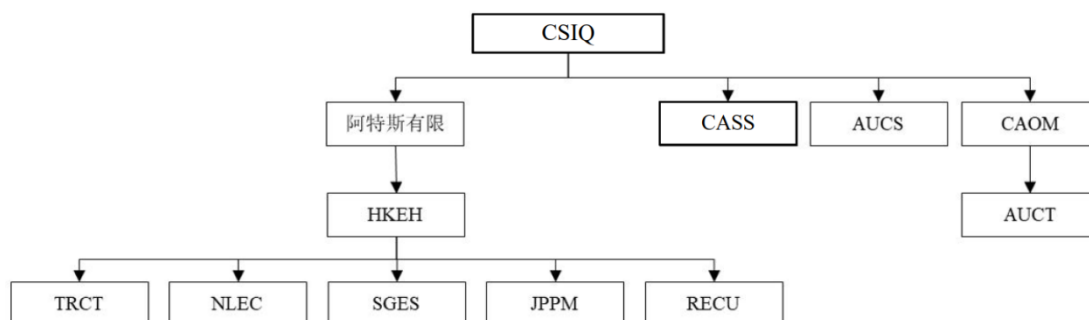 CSIQ
阿特斯有限
CASS
AUCS
CAOM
HKEH
AUCT
TRCT
NLEC
SGES
JPPM
RECU